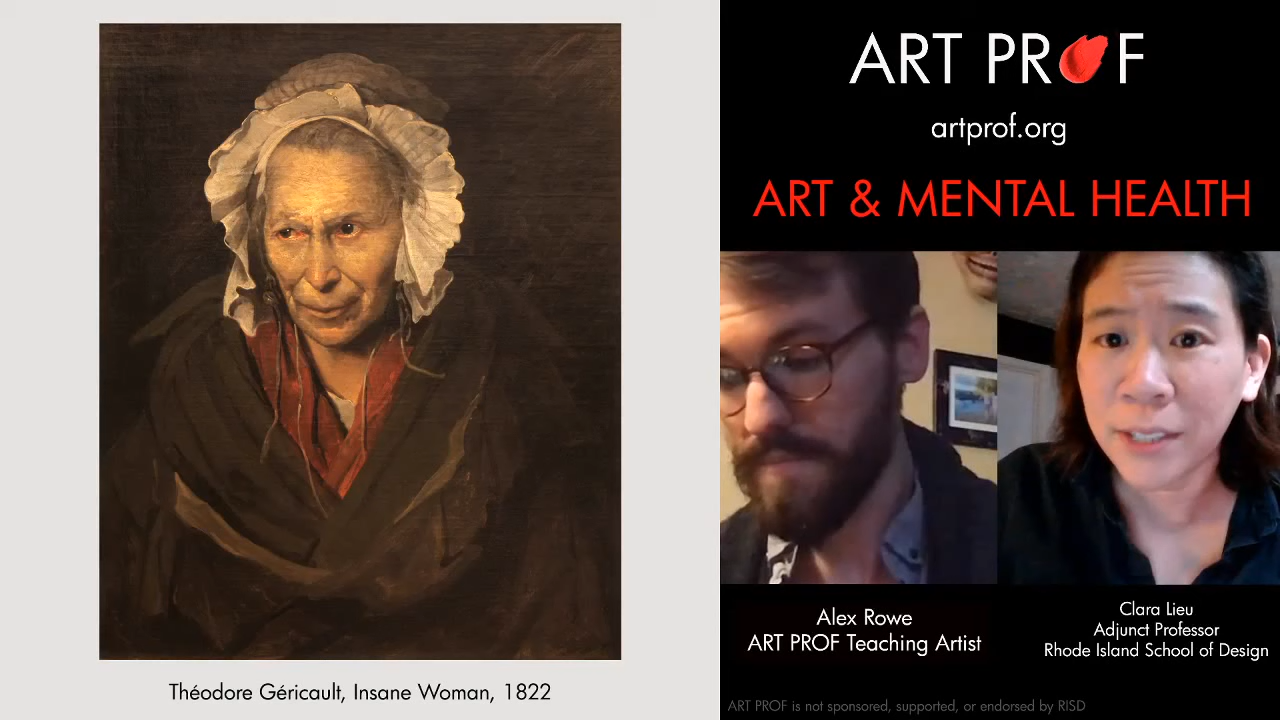 Théodore Géricault, Insane Woman, 1822
ART PROF
artprof.org
ART & MENTAL HEALTH
Alex Rowe
ART PROF Teaching Artist
Clara Lieu
Adjunct Professor
Rhode Island School of Design
ART PROF is not sponsored, supported, or endorsed by RISD